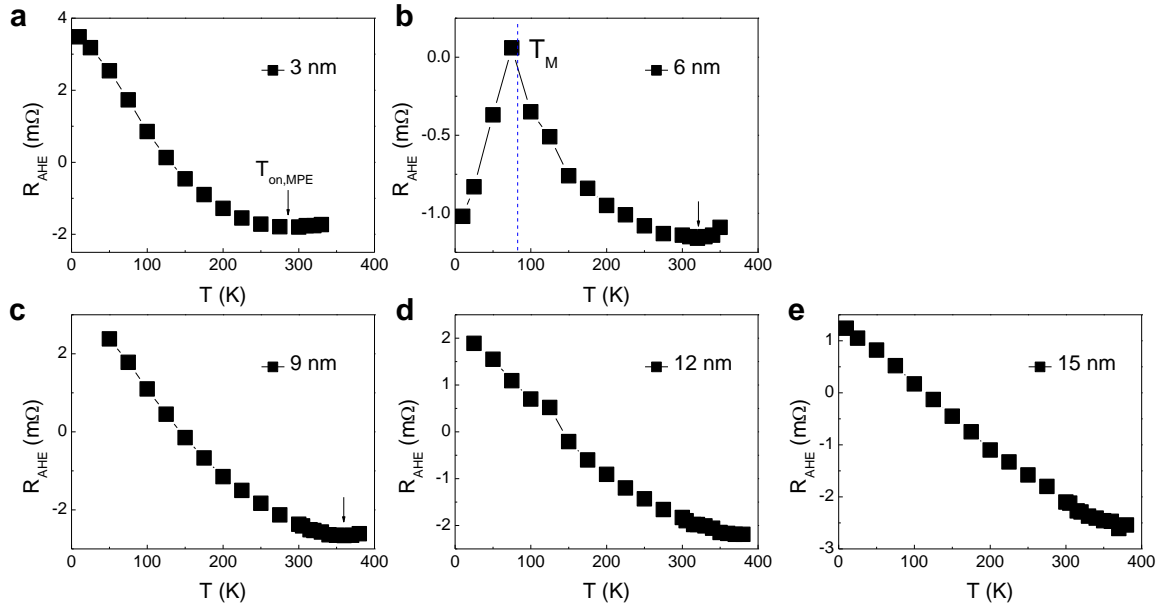 a
4
2
0
-2
R_AHE (mΩ)
3 nm
T_on,MPE
0 100 200 300 400
T (K)
b
0.0
-0.5
-1.0
R_AHE (mΩ)
T_M
6 nm
0 100 200 300 400
T (K)
c
2
0
-2
R_AHE (mΩ)
9 nm
0 100 200 300 400
T (K)
d
2
1
0
-1
-2
R_AHE (mΩ)
12 nm
0 100 200 300 400
T (K)
e
1
0
-1
-2
-3
R_AHE (mΩ)
15 nm
0 100 200 300 400
T (K)